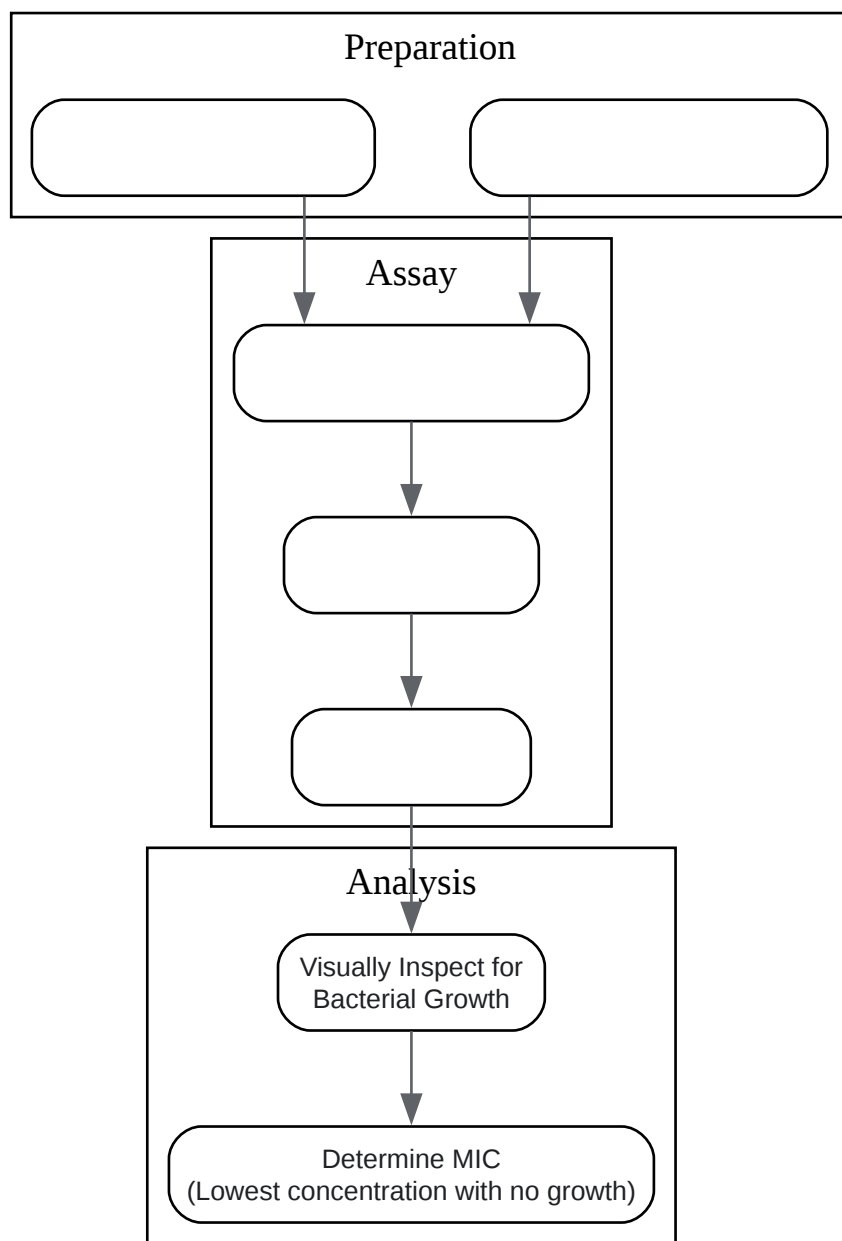 Preparation
Assay
Analysis
Visually Inspect for
Bacterial Growth
Determine MIC
(Lowest concentration with no growth)